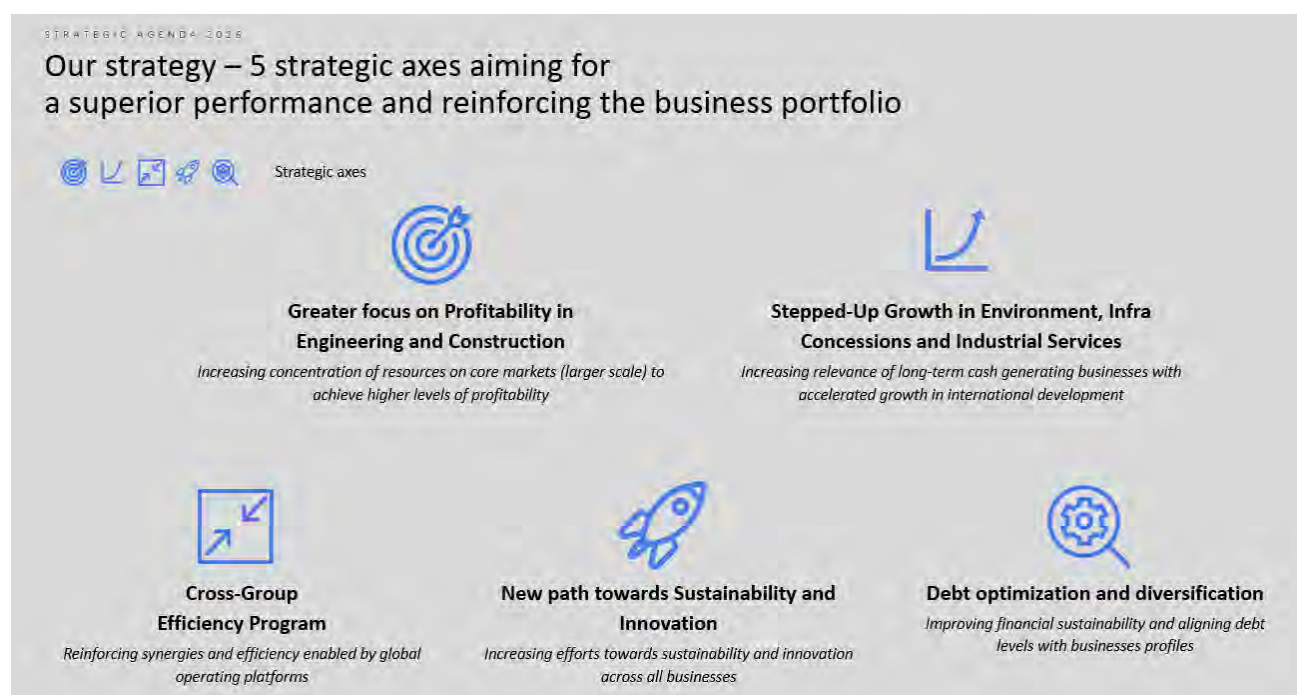 STRATEGIC AGENDA 2026
Our strategy – 5 strategic axes aiming for
a superior performance and reinforcing the business portfolio
Strategic axes
Greater focus on Profitability in
Engineering and Construction
Increasing concentration of resources on core markets (larger scale) to
achieve higher levels of profitability
Stepped-Up Growth in Environment, Infra
Concessions and Industrial Services
Increasing relevance of long-term cash generating businesses with
accelerated growth in international development
Cross-Group
Efficiency Program
Reinforcing synergies and efficiency enabled by global
operating platforms
New path towards Sustainability and
Innovation
Increasing efforts towards sustainability and innovation
across all businesses
Debt optimization and diversification
Improving financial sustainability and aligning debt
levels with businesses profiles